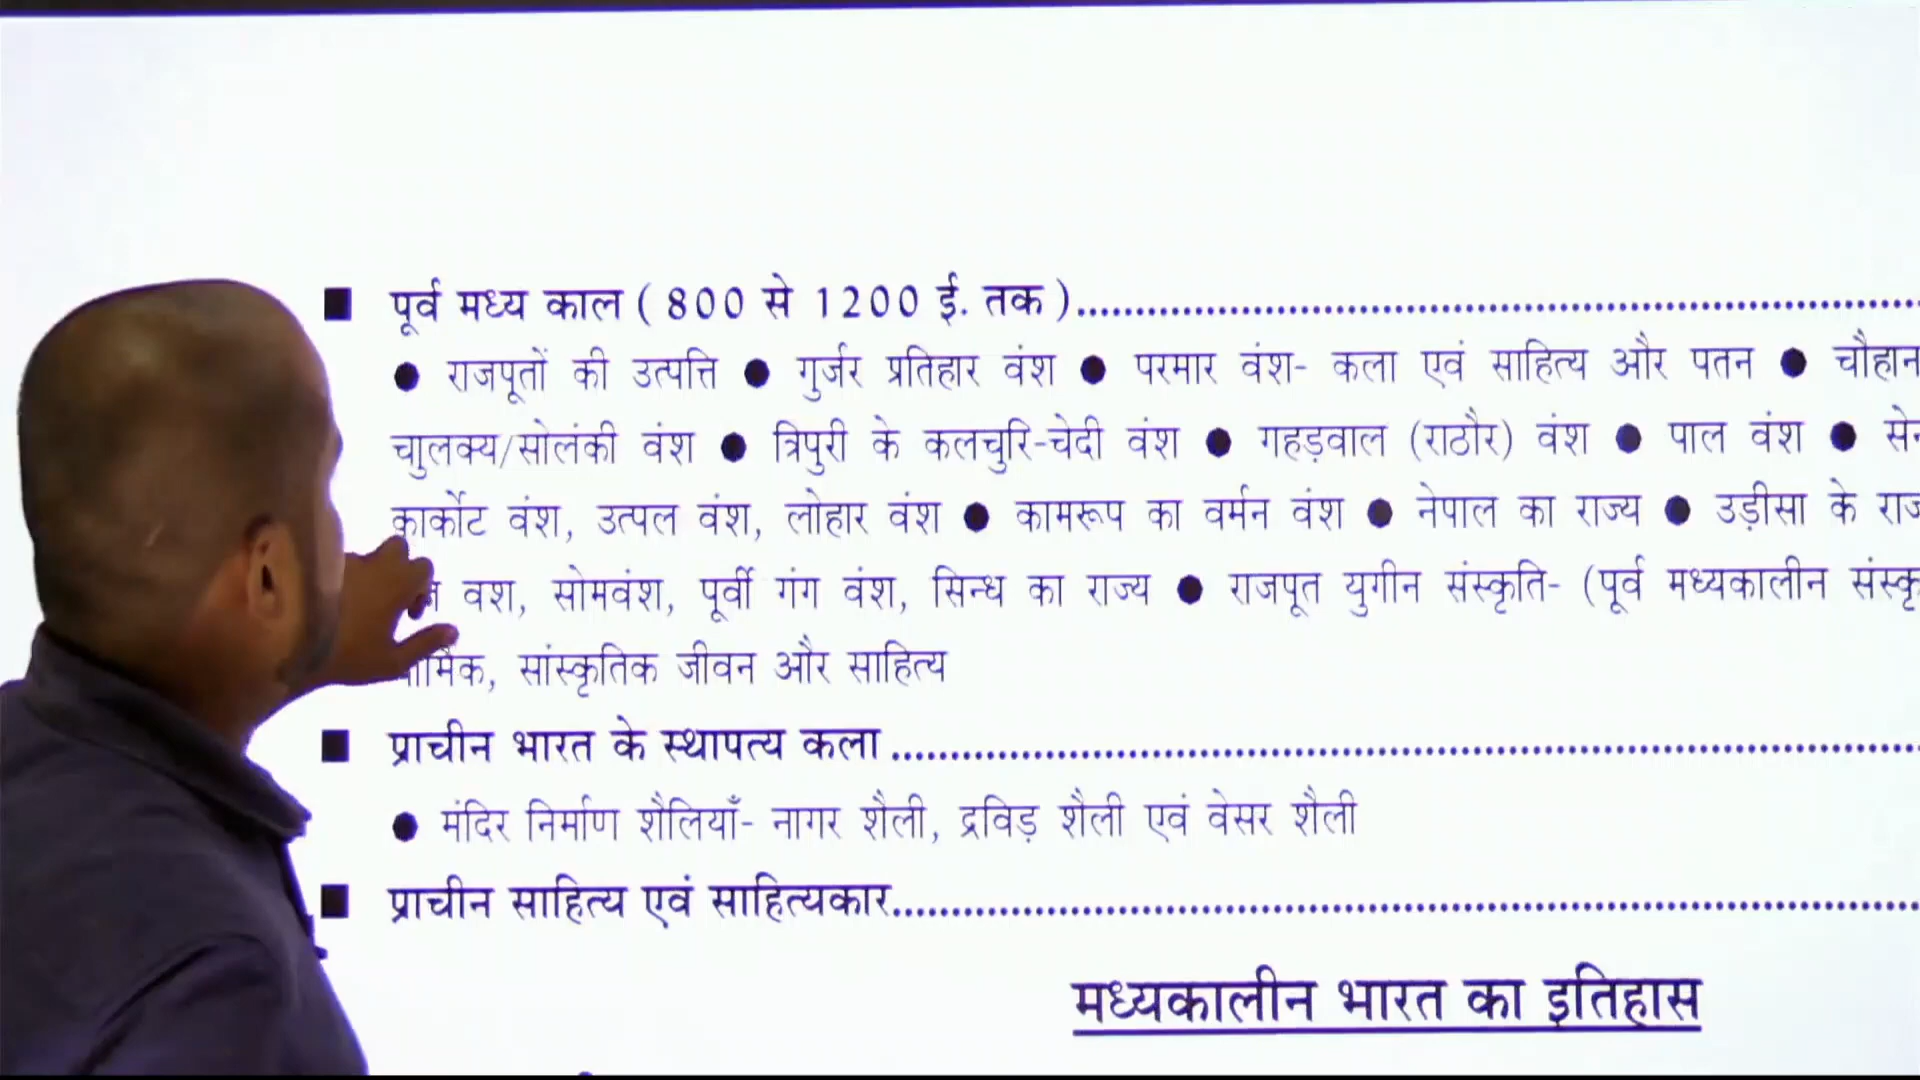 ■ पूर्व मध्य काल ( 800 से 1200 ई. तक )..........................................................
● राजपूतों की उत्पत्ति ● गुर्जर प्रतिहार वंश ● परमार वंश- कला एवं साहित्य और पतन ● चौहान
चाुलक्य/सोलंकी वंश ● त्रिपुरी के कलचुरि-चेदी वंश ● गहड़वाल (राठौर) वंश ● पाल वंश ●
कार्कोट वंश, उत्पल वंश, लोहार वंश ● कामरूप का वर्मन वंश ● नेपाल का राज्य ● उड़ीसा के
वंश, सोमवंश, पूर्वी गंग वंश, सिन्ध का राज्य ● राजपूत युगीन संस्कृति- (पूर्व मध्यकालीन
सांस्कृतिक जीवन और साहित्य
■ प्राचीन भारत के स्थापत्य कला..........................................................
● मंदिर निर्माण शैलियाँ- नागर शैली, द्रविड़ शैली एवं वेसर शैली
■ प्राचीन साहित्य एवं साहित्यकार..........................................................
मध्यकालीन भारत का इतिहास